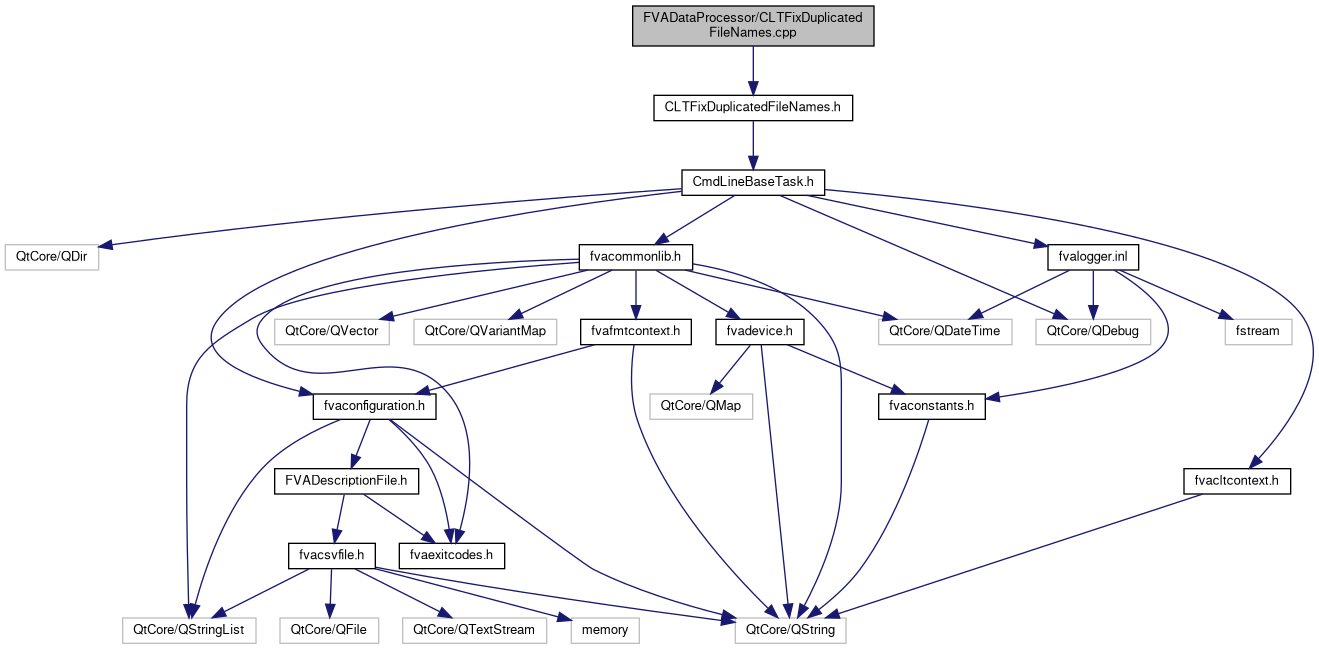 FVADataProcessor/CLTFixDuplicated
FileNames.cpp
CLTFixDuplicatedFileNames.h
CmdLineBaseTask.h
QtCore/QDir
fvacommonlib.h
fvalogger.inl
QtCore/QVector
QtCore/QVariantMap
fvafmtcontext.h
fvadevice.h
QtCore/QDateTime
QtCore/QDebug
fstream
fvaconfiguration.h
QtCore/QMap
fvaconstants.h
FVADescriptionFile.h
fvacltcontext.h
fvacsvfile.h
fvaexitcodes.h
QtCore/QStringList
QtCore/QFile
QtCore/QTextStream
memory
QtCore/QString